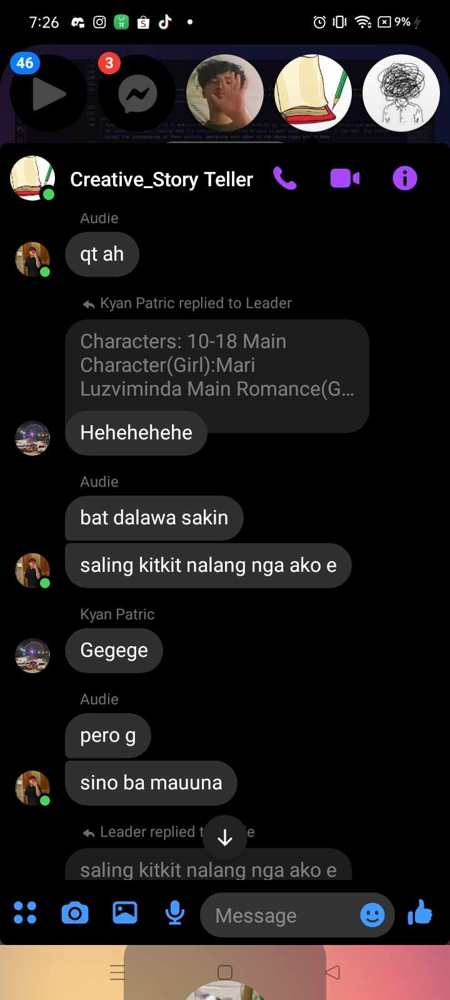 7:26
9%
46
3
Creative_Story Teller
Audie
qt ah
Kyan Patric replied to Leader
Characters: 10-18 Main
Character(Girl):Mari
Luzviminda Main Romance(G...
Hehehehehe
Audie
bat dalawa sakin
saling kitkit nalang nga ako e
Kyan Patric
Gegege
Audie
pero g
sino ba mauuna
Leader replied t
e
saling kitkit nalang nga ako e
Message